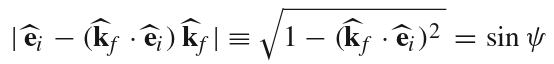 |ê_i − (k̂_f · ê_i) k̂_f| ≡ √(1 − (k̂_f · ê_i)²) = sin ψ